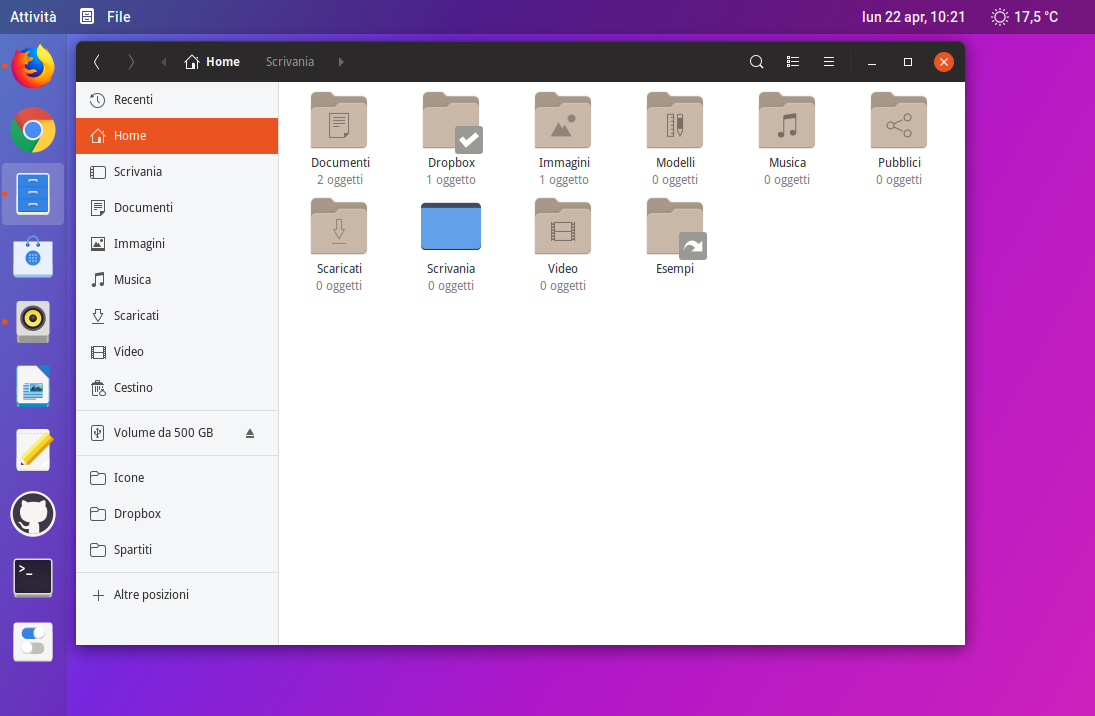 Attività File lun 22 apr, 10:21 17,5 °C
Home Scrivania
Recenti
Home
Scrivania
Documenti
Immagini
Musica
Scaricati
Video
Cestino
Volume da 500 GB
Icone
Dropbox
Spartiti
Altre posizioni
Documenti Dropbox Immagini Modelli Musica Pubblici
2 oggetti 1 oggetto 1 oggetto 0 oggetti 0 oggetti 0 oggetti
Scaricati Scrivania Video Esempi
0 oggetti 0 oggetti 0 oggetti
>_